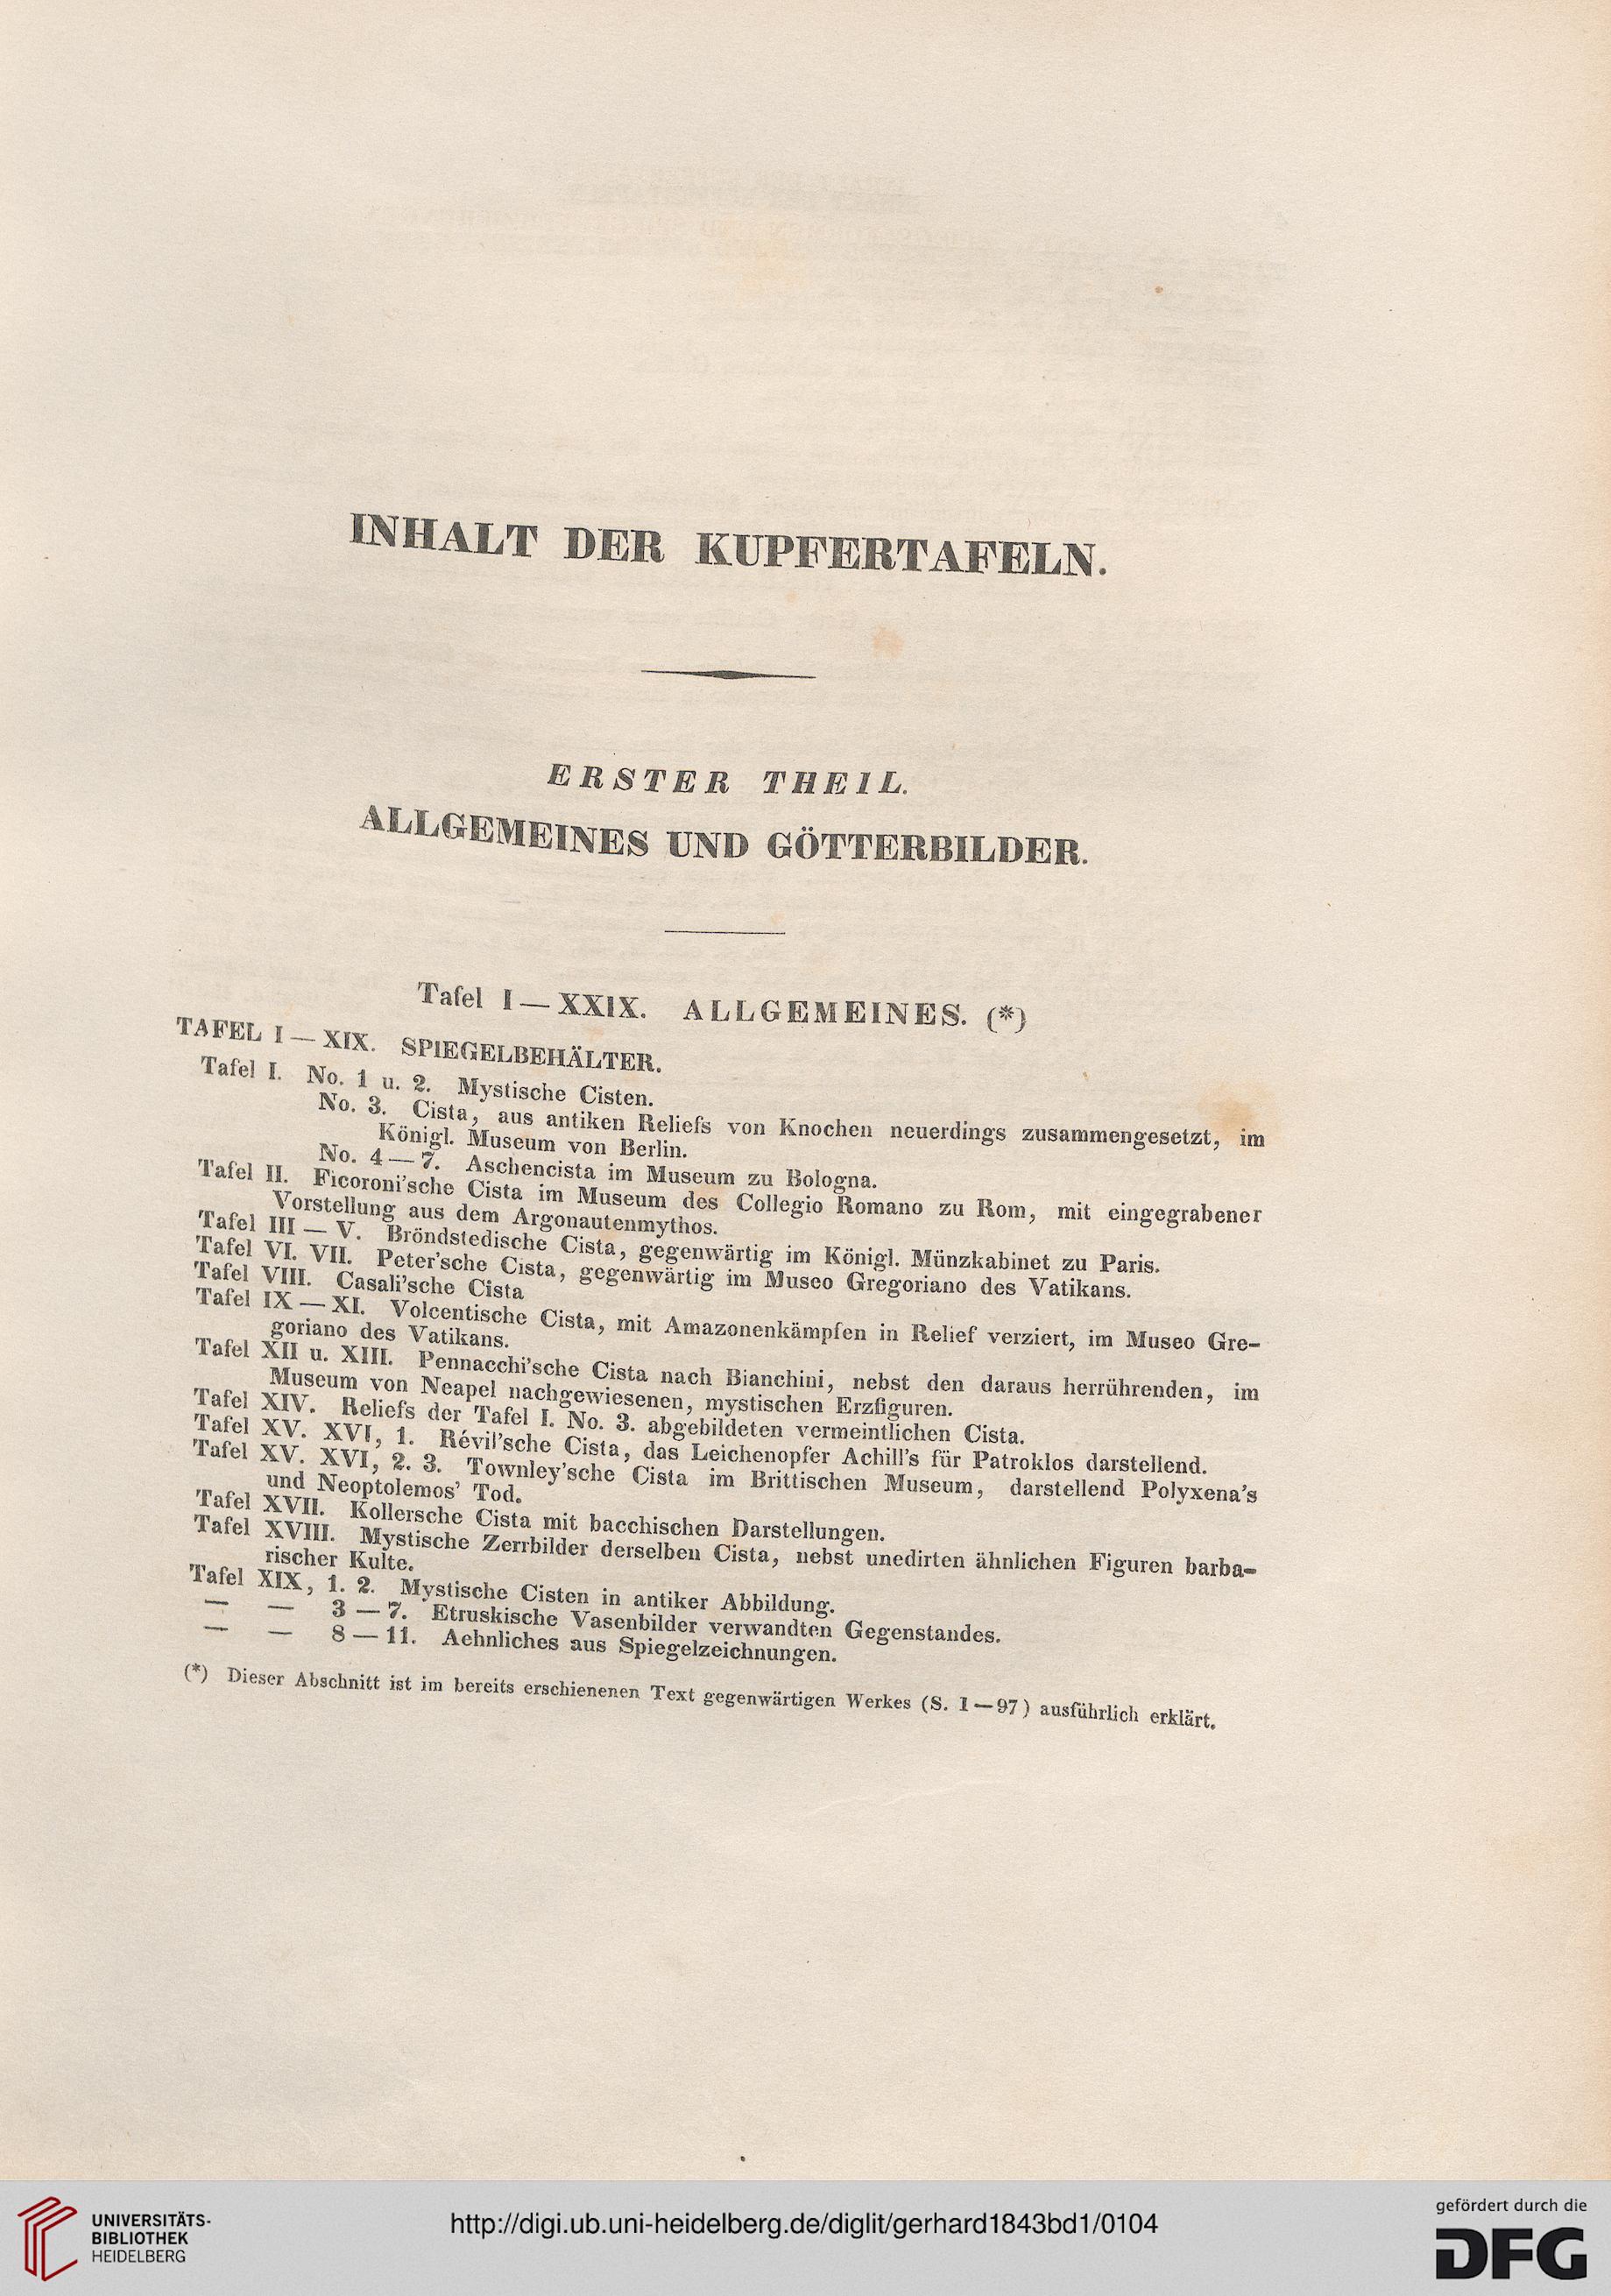 INHALT DER KUPFERTAFELN.
ERSTER THEIL.
ALLGEMEINES UND GÖTTERBILDER.
Tafel I — XXIX. ALLGEMEINES. (*)
TAFEL I — XIX. SPIEGELBEHÄLTER.
Tafel I. No. 1 u. 2. Mystische Cisten.
No. 3. Cista, aus antiken Reliefs von Knochen neuerdings zusammengesetzt, im
Königl. Museum von Berlin.
No. 4 — 7. Aschencista im Museum zu Bologna.
Tafel II. Ficoroni'sche Cista im Museum des Collegio Romano zu Rom, mit eingegrabener
Vorstellung aus dem Argonautenmythos.
Tafel III — V. Bröndstedische Cista, gegenwärtig im Königl. Münzkabinet zu Paris.
Tafel VI. VII. Peter'sche Cista, gegenwärtig im Museo Gregoriano des Vatikans.
Tafel VIII. Casali'sche Cista
Tafel IX — XI. Volcentische Cista, mit Amazonenkämpfen in Relief verziert, im Museo Gre-
goriano des Vatikans.
Tafel XII u. XIII. Pennacchi'sche Cista nach Bianchini, nebst den daraus herrührenden, im
Museum von Neapel nachgewiesenen, mystischen Erzfiguren.
Tafel XIV. Reliefs der Tafel I. No. 3. abgebildeten vermeintlichen Cista.
Tafel XV. XVI, 1. Révil'sche Cista, das Leichenopfer Achill's für Patroklos darstellend.
Tafel XV. XVI, 2. 3. Townley'sche Cista im Brittischen Museum, darstellend Polyxena's
und Neoptolemos' Tod.
Tafel XVII. Kollersche Cista mit bacchischen Darstellungen.
Tafel XVIII. Mystische Zerrbilder derselben Cista, nebst unedirten ähnlichen Figuren barba-
rischer Kulte.
Tafel XIX, 1. 2. Mystische Cisten in antiker Abbildung.
— — 3 — 7. Etruskische Vasenbilder verwandten Gegenstandes.
— — 8 — 11. Aehnliches aus Spiegelzeichnungen.
(*) Dieser Abschnitt ist im bereits erschienenen Text gegenwärtigen Werkes (S. 1 — 97) ausführlich erklärt.
UNIVERSITÄTS-
BIBLIOTHEK
HEIDELBERG
http://digi.ub.uni-heidelberg.de/diglit/gerhard1843bd1/0104
gefördert durch die
DFG